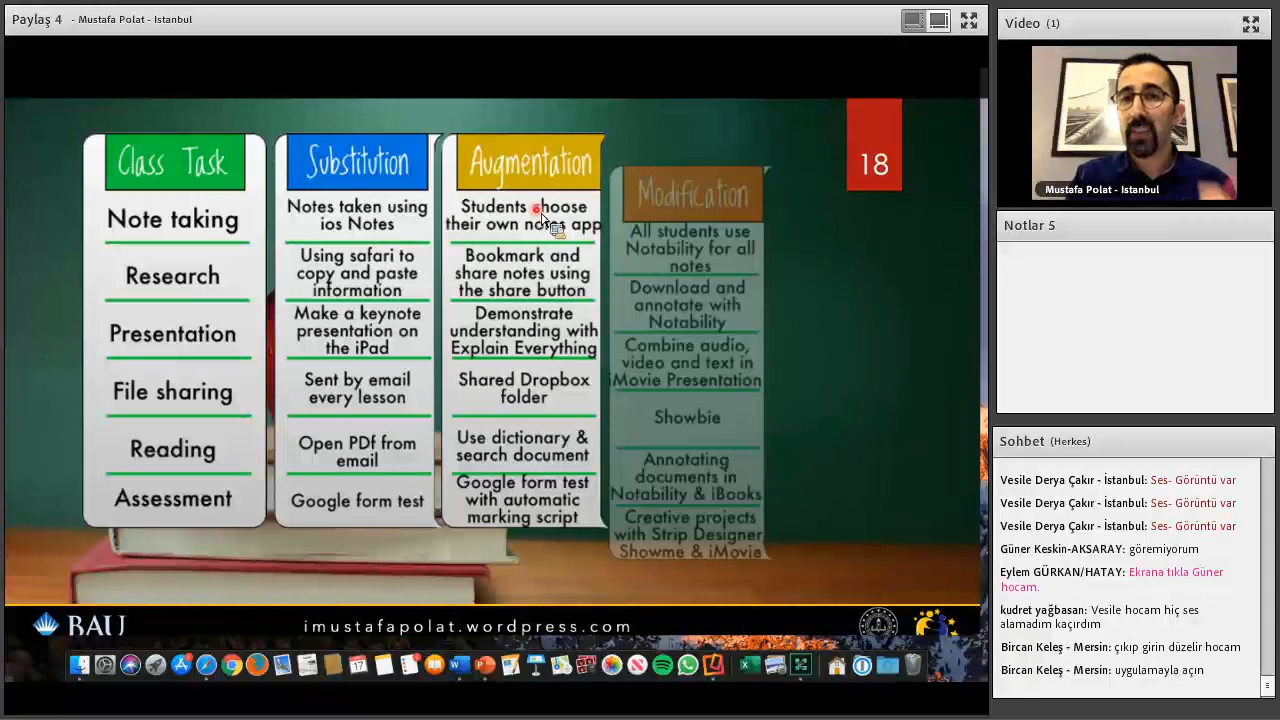 Paylaş 4 - Mustafa Polat - Istanbul
Class Task
Note taking
Research
Presentation
File sharing
Reading
Assessment
Substitution
Notes taken using
ios Notes
Using safari to
copy and paste
information
Make a keynote
presentation on
the iPad
Sent by email
every lesson
Open PDf from
email
Google form test
Augmentation
Students choose
their own notes app
Bookmark and
share notes using
the share button
Demonstrate
understanding with
Explain Everything
Shared Dropbox
folder
Use dictionary &
search document
Google form test
with automatic
marking script
Modification
All students use
Notability for all
notes
Download and
annotate with
Notability
Combine audio,
video and text in
iMovie Presentation
Showbie
Annotating
documents in
Notability & iBooks
Creative projects
with Strip Designer
Showme & iMovie
18
BAU
imustafapolat.wordpress.com
17
Video (1)
Mustafa Polat - Istanbul
Notlar 5
Sohbet (Herkes)
Vesile Derya Çakır - İstanbul: Ses- Görüntü var
Vesile Derya Çakır - İstanbul: Ses- Görüntü var
Vesile Derya Çakır - İstanbul: Ses- Görüntü var
Güner Keskin-AKSARAY: göremiyorum
Eylem GÜRKAN/HATAY: Ekrana tıkla Güner
hocam.
kudret yağbasan: Vesile hocam hiç ses
alamadım kaçırdım
Bircan Keleş - Mersin: çıkıp girin düzelir hocam
Bircan Keleş - Mersin: uygulamayla açın